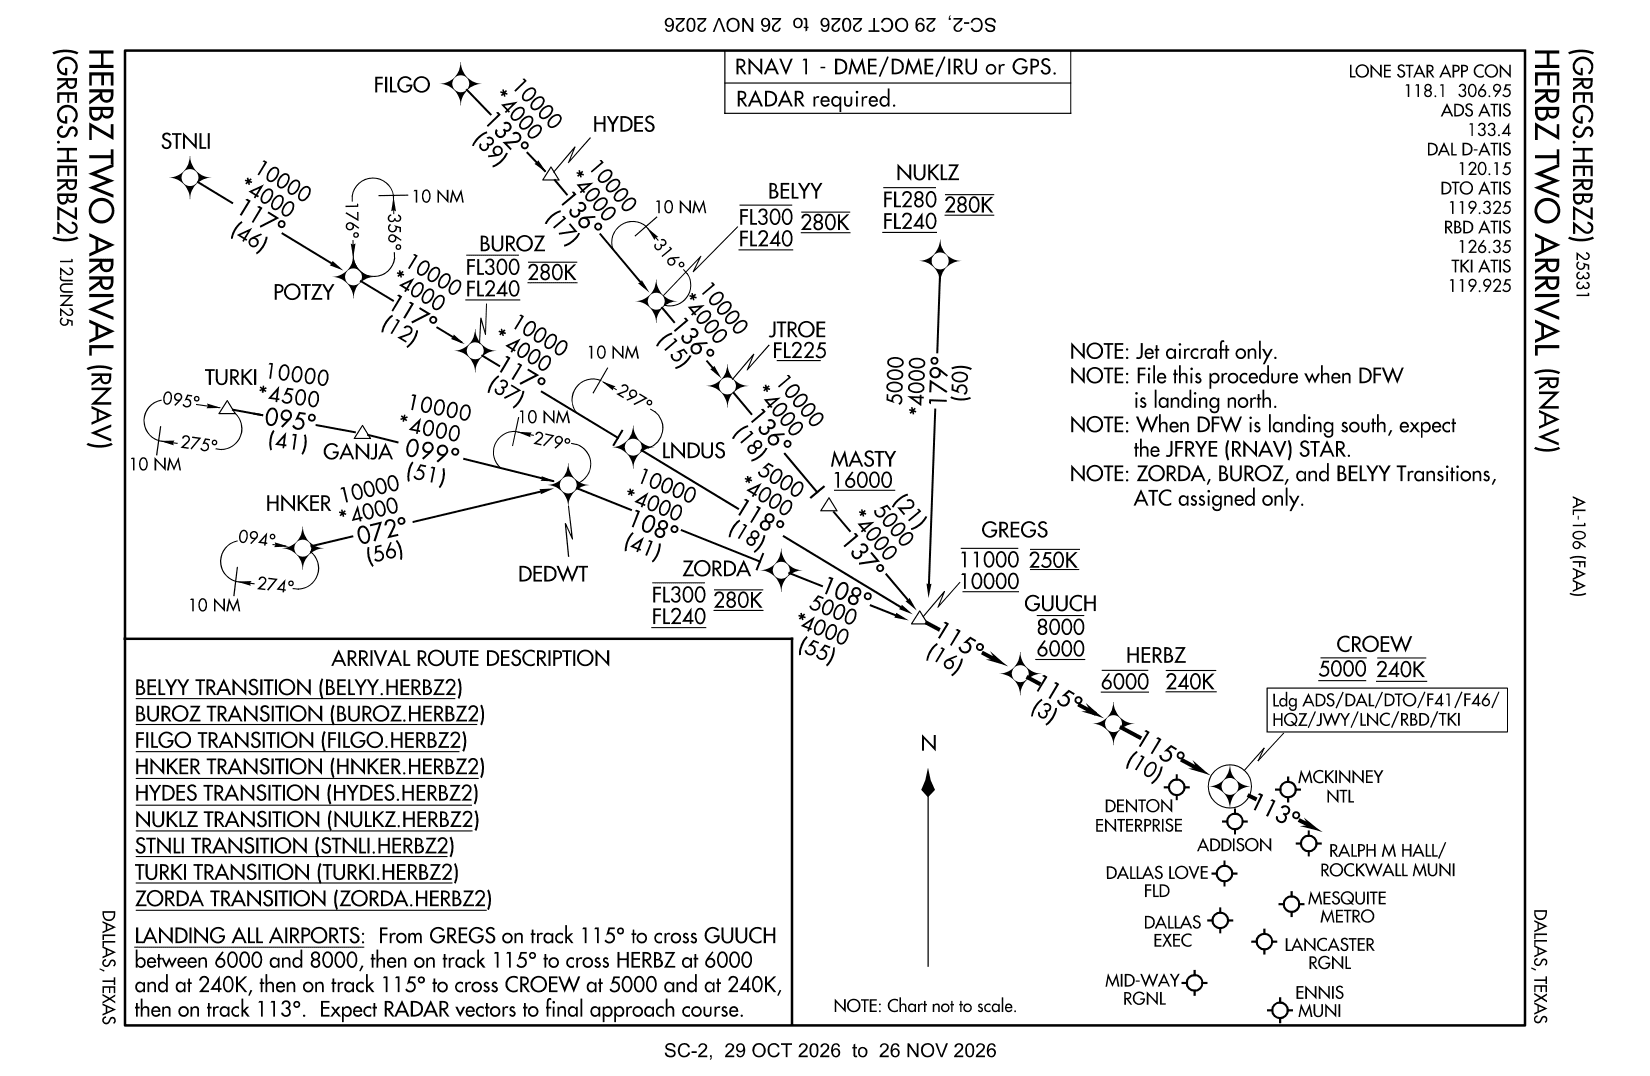 SC-2, 29 OCT 2026 to 26 NOV 2026
HERBZ TWO ARRIVAL (RNAV)
(GREGS.HERBZ2) 12JUN25
DALLAS, TEXAS
(GREGS.HERBZ2) 25331
HERBZ TWO ARRIVAL (RNAV)
AL-106 (FAA)
DALLAS, TEXAS
RNAV 1 - DME/DME/IRU or GPS.
RADAR required.
LONE STAR APP CON
118.1 306.95
ADS ATIS
133.4
DAL D-ATIS
120.15
DTO ATIS
119.325
RBD ATIS
126.35
TKI ATIS
119.925
NOTE: Jet aircraft only.
NOTE: File this procedure when DFW
is landing north.
NOTE: When DFW is landing south, expect
the JFRYE (RNAV) STAR.
NOTE: ZORDA, BUROZ, and BELYY Transitions,
ATC assigned only.
FILGO
10000
*4000
132°
(39)
HYDES
10000
*4000
136°
(17)
10 NM
316°
BELYY
FL300 280K
FL240
10000
*4000
136°
(15)
JTROE
FL225
10000
*4000
136°
(18)
MASTY
16000
(21)
5000
*4000
137°
NUKLZ
FL280 280K
FL240
5000
*4000
179°
(50)
STNLI
10000
*4000
117°
(46)
10 NM
176°
356°
POTZY
10000
*4000
117°
(12)
BUROZ
FL300 280K
FL240
10000
*4000
117°
(37)
10 NM
297°
LNDUS
5000
*4000
118°
(18)
TURKI
095°
275°
10 NM
10000
*4500
095°
(41)
GANJA
10000
*4000
099°
(51)
10 NM
279°
HNKER
094°
274°
10 NM
10000
*4000
072°
(56)
DEDWT
10000
*4000
108°
(41)
ZORDA
FL300 280K
FL240
108°
5000
*4000
(55)
GREGS
11000 250K
10000
115°
(16)
GUUCH
8000
6000
115°
(3)
HERBZ
6000 240K
115°
(10)
CROEW
5000 240K
Ldg ADS/DAL/DTO/F41/F46/
HQZ/JWY/LNC/RBD/TKI
113°
MCKINNEY
NTL
DENTON
ENTERPRISE
ADDISON
RALPH M HALL/
ROCKWALL MUNI
DALLAS LOVE
FLD
MESQUITE
METRO
DALLAS
EXEC
LANCASTER
RGNL
MID-WAY
RGNL
ENNIS
MUNI
N
NOTE: Chart not to scale.
ARRIVAL ROUTE DESCRIPTION
BELYY TRANSITION (BELYY.HERBZ2)
BUROZ TRANSITION (BUROZ.HERBZ2)
FILGO TRANSITION (FILGO.HERBZ2)
HNKER TRANSITION (HNKER.HERBZ2)
HYDES TRANSITION (HYDES.HERBZ2)
NUKLZ TRANSITION (NULKZ.HERBZ2)
STNLI TRANSITION (STNLI.HERBZ2)
TURKI TRANSITION (TURKI.HERBZ2)
ZORDA TRANSITION (ZORDA.HERBZ2)
LANDING ALL AIRPORTS: From GREGS on track 115° to cross GUUCH
between 6000 and 8000, then on track 115° to cross HERBZ at 6000
and at 240K, then on track 115° to cross CROEW at 5000 and at 240K,
then on track 113°. Expect RADAR vectors to final approach course.
SC-2, 29 OCT 2026 to 26 NOV 2026